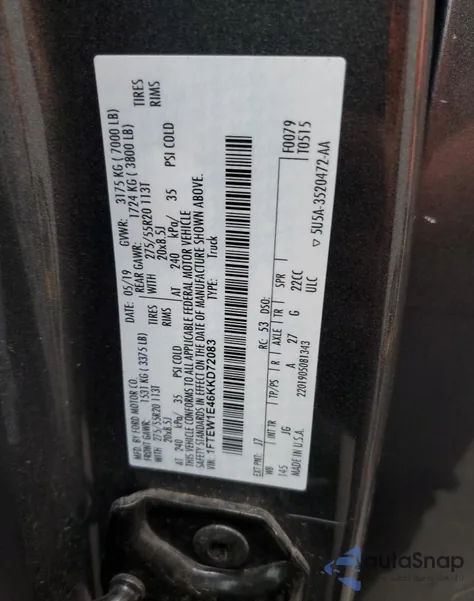 MFD. BY FORD MOTOR CO.
DATE: 05/19 GVWR: 3175 KG ( 7000 LB)
FRONT GAWR: 1531 KG ( 3375 LB) REAR GAWR: 1724 KG ( 3800 LB)
WITH 275/55R20 113T TIRES WITH 275/55R20 113T TIRES
20x8.5J RIMS 20x8.5J RIMS
AT 240 kPa/ 35 PSI COLD AT 240 kPa/ 35 PSI COLD
THIS VEHICLE CONFORMS TO ALL APPLICABLE FEDERAL MOTOR VEHICLE
SAFETY STANDARDS IN EFFECT ON THE DATE OF MANUFACTURE SHOWN ABOVE.
VIN: 1FTEW1E46KKD72083 TYPE: Truck
F0079
T0515
EXT PNT: J7 RC: 53 DSO:
WB INT TR TP/PS R AXLE TR SPR
145 JG A 27 G 22CC
ULC
2201905081343
MADE IN U.S.A.
▽ 5U5A-3520472-AA
autaSnap